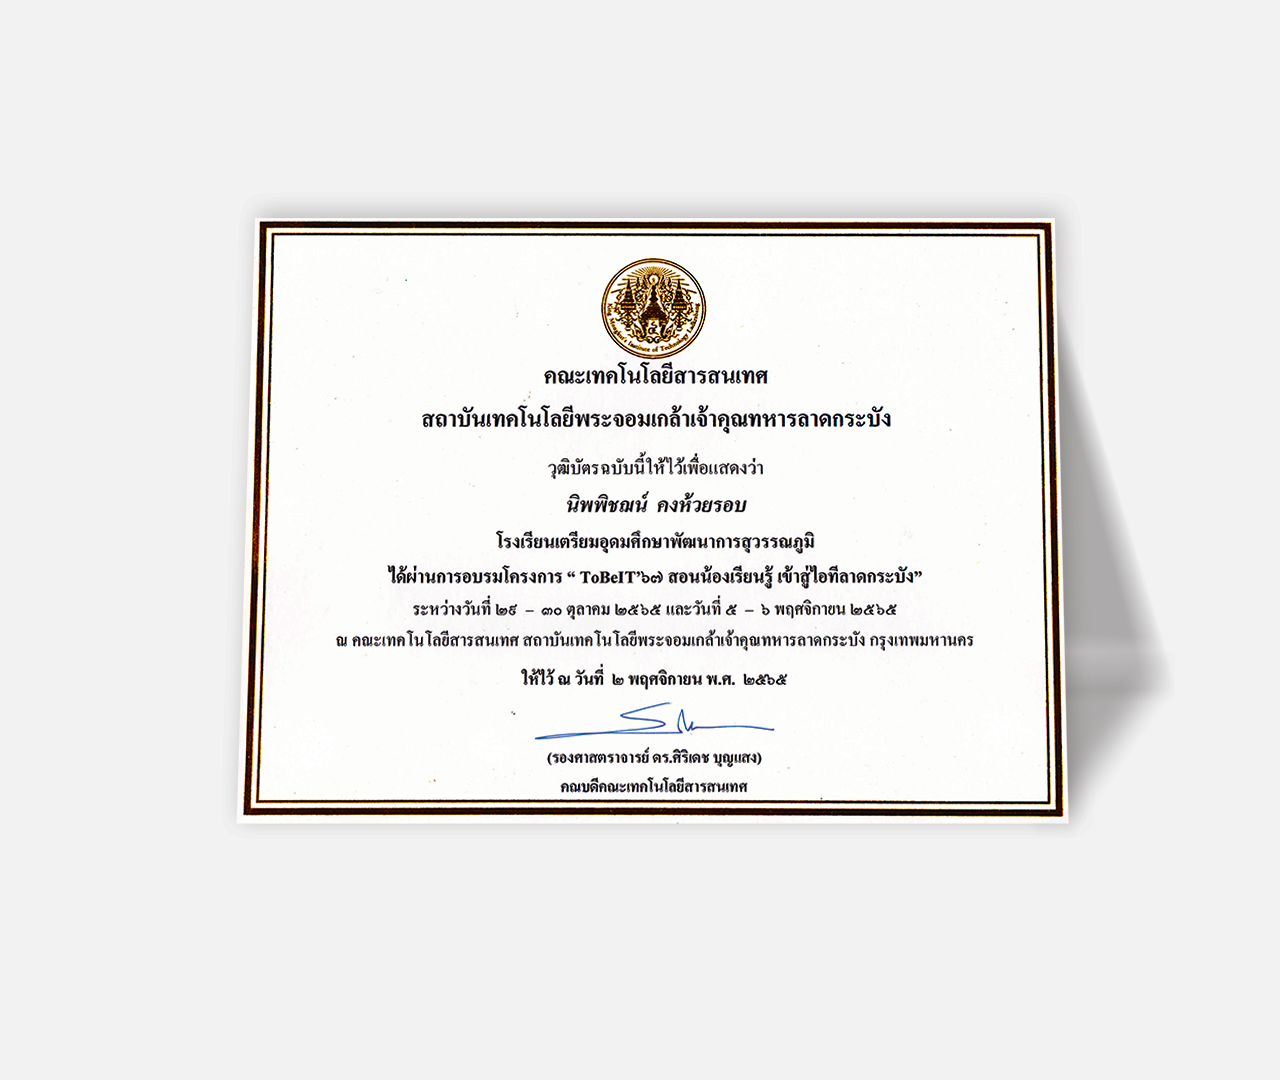 King Mongkut's Institute of Technology Ladkrabang
คณะเทคโนโลยีสารสนเทศ
สถาบันเทคโนโลยีพระจอมเกล้าเจ้าคุณทหารลาดกระบัง
วุฒิบัตรฉบับนี้ให้ไว้เพื่อแสดงว่า
นิพพิชฌน์ คงห้วยรอบ
โรงเรียนเตรียมอุดมศึกษาพัฒนาการสุวรรณภูมิ
ได้ผ่านการอบรมโครงการ “ ToBeIT’๖๗ สอนน้องเรียนรู้ เข้าสู่ไอทีลาดกระบัง”
ระหว่างวันที่ ๒๙ – ๓๐ ตุลาคม ๒๕๖๕ และวันที่ ๕ – ๖ พฤศจิกายน ๒๕๖๕
ณ คณะเทคโนโลยีสารสนเทศ สถาบันเทคโนโลยีพระจอมเกล้าเจ้าคุณทหารลาดกระบัง กรุงเทพมหานคร
ให้ไว้ ณ วันที่ ๒ พฤศจิกายน พ.ศ. ๒๕๖๕
(รองศาสตราจารย์ ดร.ศิริเดช บุญแสง)
คณบดีคณะเทคโนโลยีสารสนเทศ